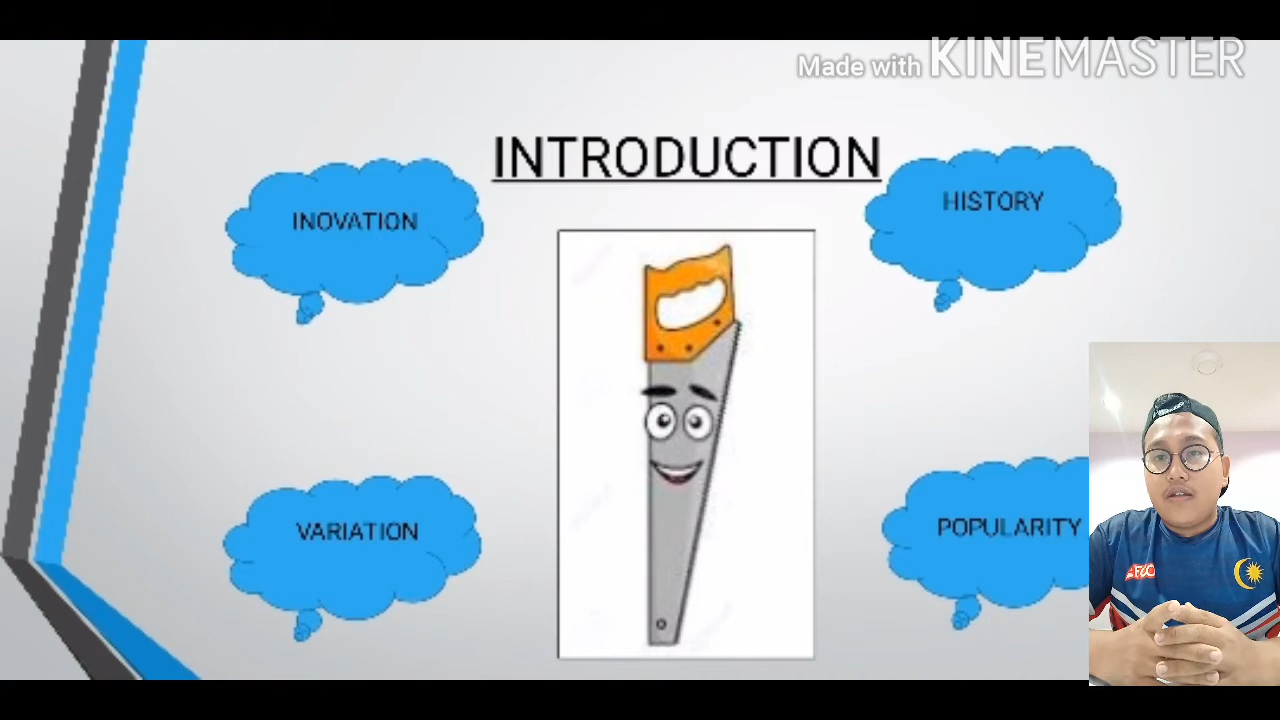 Made with KINEMASTER
INTRODUCTION
INOVATION
HISTORY
VARIATION
POPULARITY